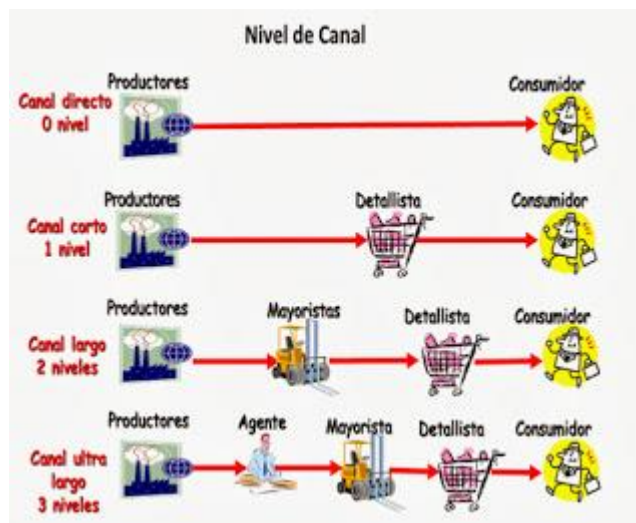 Nivel de Canal
Productores
Consumidor
Canal directo
0 nivel
Productores
Detallista
Consumidor
Canal corto
1 nivel
Productores
Mayoristas
Detallista
Consumidor
Canal largo
2 niveles
Productores
Agente
Mayorista
Detallista
Consumidor
Canal ultra
largo
3 niveles